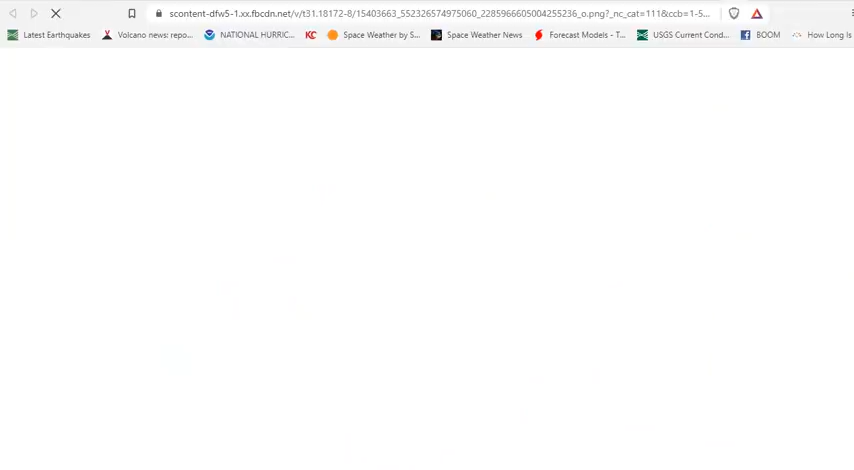 scontent-dfw5-1.xx.fbcdn.net/v/t31.18172-8/15403663_552326574975060_2285966605004255236_o.png?_nc_cat=111&ccb=1-5...
Latest Earthquakes Volcano news: repo... NATIONAL HURRIC... KC Space Weather by S... Space Weather News Forecast Models - T... USGS Current Cond... BOOM How Long Is